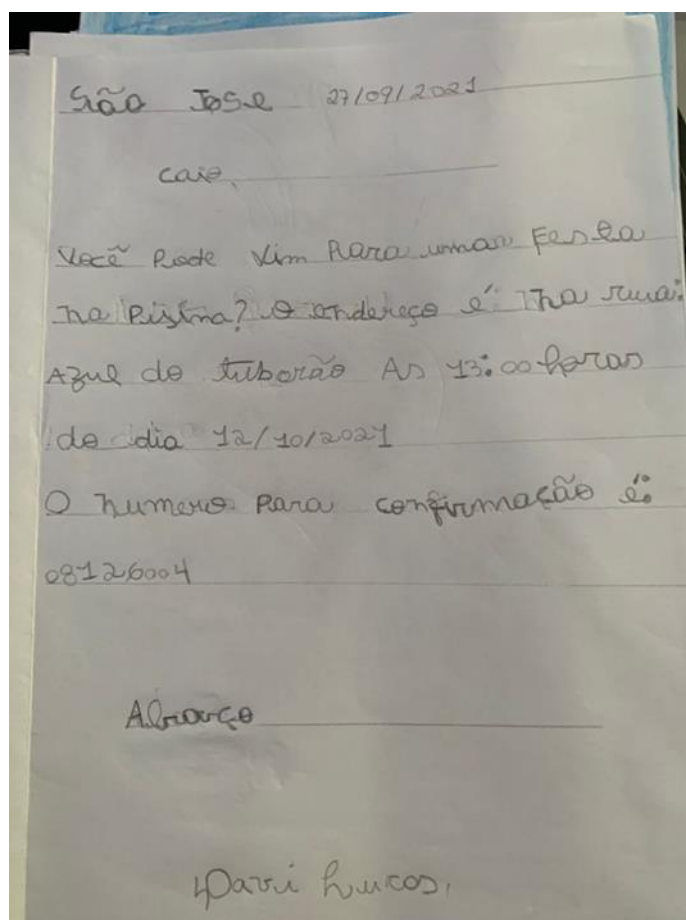 São Jose 27/09/2021
Caio,
Você Pode vim Para uma Festa
na Pisina? O endereço é: na rua:
Azul do tubarão As 13:00 horas
do dia 12/10/2021
O numero Para confirmação é:
08126004
Abraço
Davi Lucas,